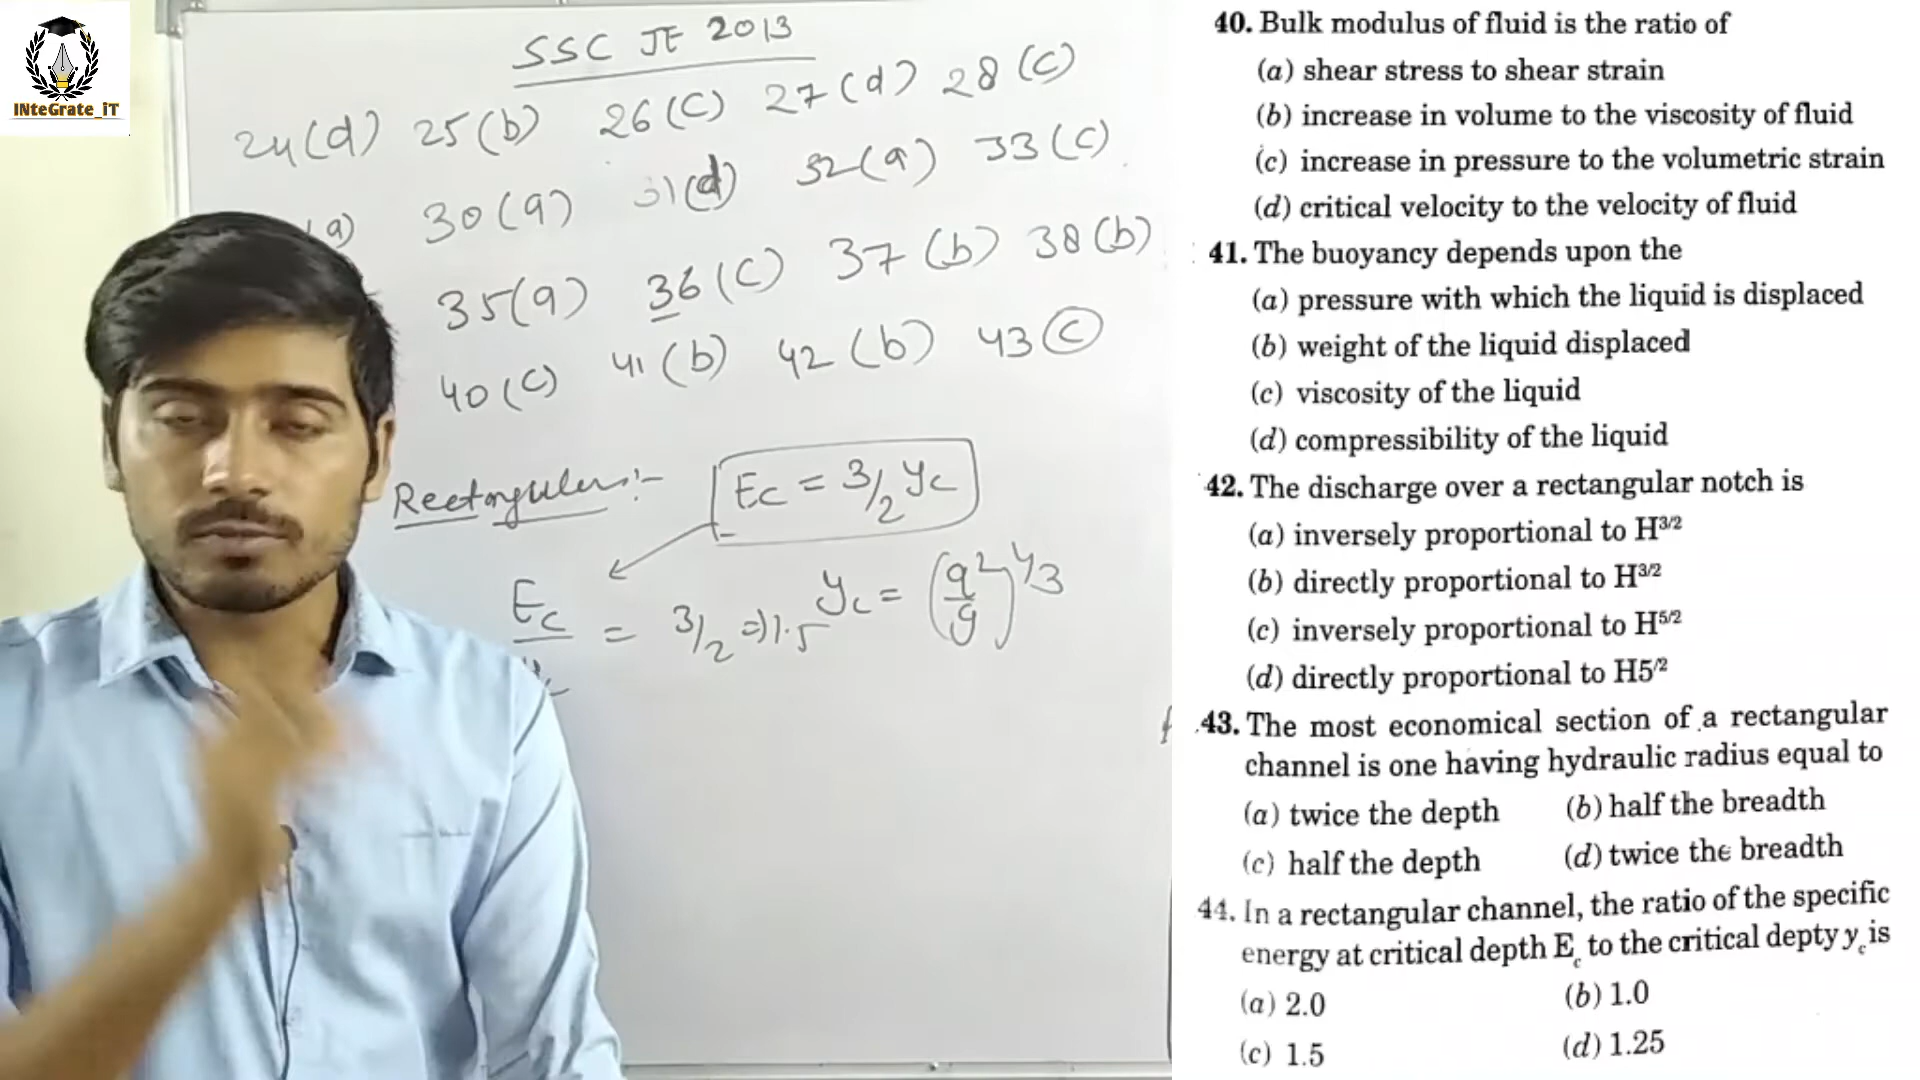 INteGrate_iT
SSC JE 2013
24(d) 25(b) 26(C) 27(d) 28(C)
(a) 30(a) 31(d) 32(a) 33(C)
35(a) 36(C) 37(b) 38(b)
40(C) 41(b) 42(b) 43(C)
Rectangular:- Ec = 3/2 yc
Ec = 3/2 ⇒ 1.5 yc = (q²/g)^1/3
40. Bulk modulus of fluid is the ratio of
(a) shear stress to shear strain
(b) increase in volume to the viscosity of fluid
(c) increase in pressure to the volumetric strain
(d) critical velocity to the velocity of fluid
41. The buoyancy depends upon the
(a) pressure with which the liquid is displaced
(b) weight of the liquid displaced
(c) viscosity of the liquid
(d) compressibility of the liquid
42. The discharge over a rectangular notch is
(a) inversely proportional to H3/2
(b) directly proportional to H3/2
(c) inversely proportional to H5/2
(d) directly proportional to H5/2
43. The most economical section of a rectangular
channel is one having hydraulic radius equal to
(a) twice the depth (b) half the breadth
(c) half the depth (d) twice the breadth
44. In a rectangular channel, the ratio of the specific
energy at critical depth Ec to the critical depty yc is
(a) 2.0 (b) 1.0
(c) 1.5 (d) 1.25